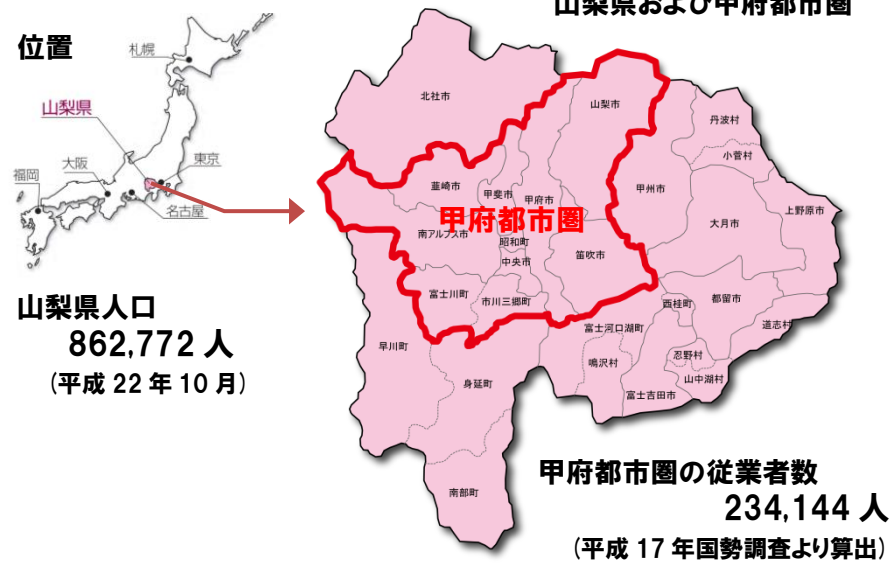 山梨県および甲府都市圏
位置
札幌
山梨県
大阪
東京
福岡
名古屋
北杜市
山梨市
丹波村
小菅村
韮崎市
甲斐市
甲府市
甲州市
上野原市
甲府都市圏
大月市
南アルプス市
昭和町
中央市
笛吹市
富士川町
市川三郷町
西桂町
都留市
富士河口湖町
道志村
早川町
鳴沢村
忍野村
山中湖村
身延町
富士吉田市
南部町
山梨県人口
862,772 人
(平成 22 年 10 月)
甲府都市圏の従業者数
234,144 人
(平成 17 年国勢調査より算出)